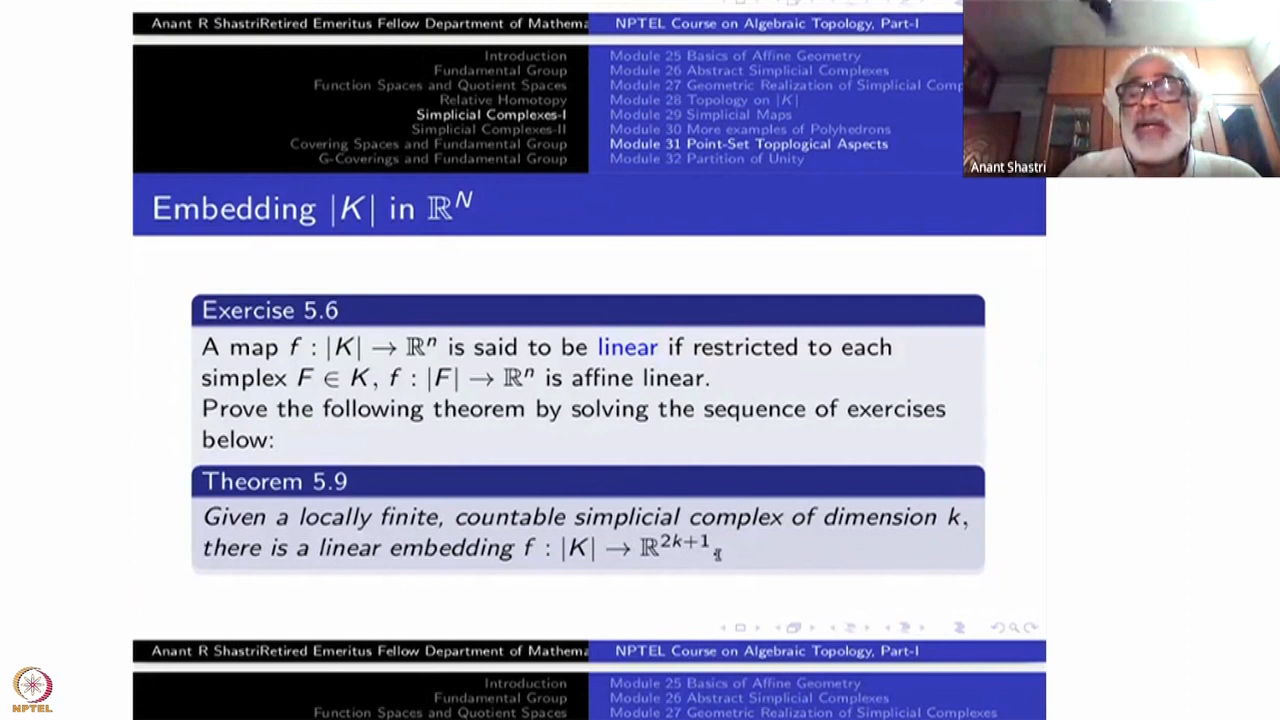 Anant R ShastriRetired Emeritus Fellow Department of Mathema
NPTEL Course on Algebraic Topology, Part-I
Introduction
Fundamental Group
Function Spaces and Quotient Spaces
Relative Homotopy
Simplicial Complexes-I
Simplicial Complexes-II
Covering Spaces and Fundamental Group
G-Coverings and Fundamental Group
Module 25 Basics of Affine Geometry
Module 26 Abstract Simplicial Complexes
Module 27 Geometric Realization of Simplicial Comp
Module 28 Topology on |K|
Module 29 Simplicial Maps
Module 30 More examples of Polyhedrons
Module 31 Point-Set Topplogical Aspects
Module 32 Partition of Unity
Anant Shastri
Embedding |K| in ℝᴺ
Exercise 5.6
A map f : |K| → ℝⁿ is said to be linear if restricted to each
simplex F ∈ K, f : |F| → ℝⁿ is affine linear.
Prove the following theorem by solving the sequence of exercises
below:
Theorem 5.9
Given a locally finite, countable simplicial complex of dimension k,
there is a linear embedding f : |K| → ℝ²ᵏ⁺¹.
Anant R ShastriRetired Emeritus Fellow Department of Mathema
NPTEL Course on Algebraic Topology, Part-I
Introduction
Fundamental Group
Function Spaces and Quotient Spaces
Module 25 Basics of Affine Geometry
Module 26 Abstract Simplicial Complexes
Module 27 Geometric Realization of Simplicial Complexes
NPTEL